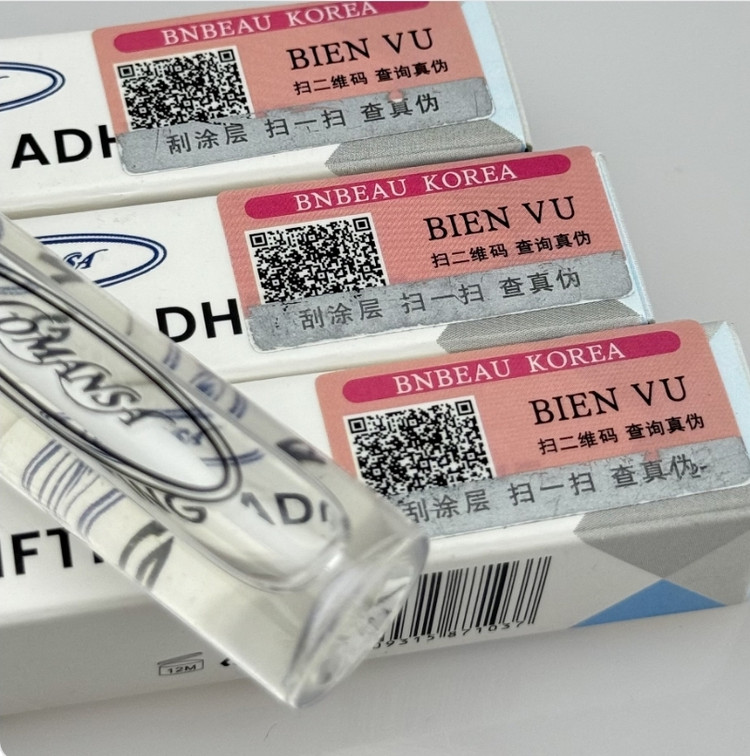 BNBEAU KOREA
BIEN VU
扫二维码 查询真伪
刮涂层 扫一扫 查真伪
ADH
BNBEAU KOREA
BIEN VU
扫二维码 查询真伪
刮涂层 扫一扫 查真伪
SA
DH
BNBEAU KOREA
BIEN VU
扫二维码 查询真伪
刮涂层 扫一扫 查真伪
OMANSA
AD
IFT
12M